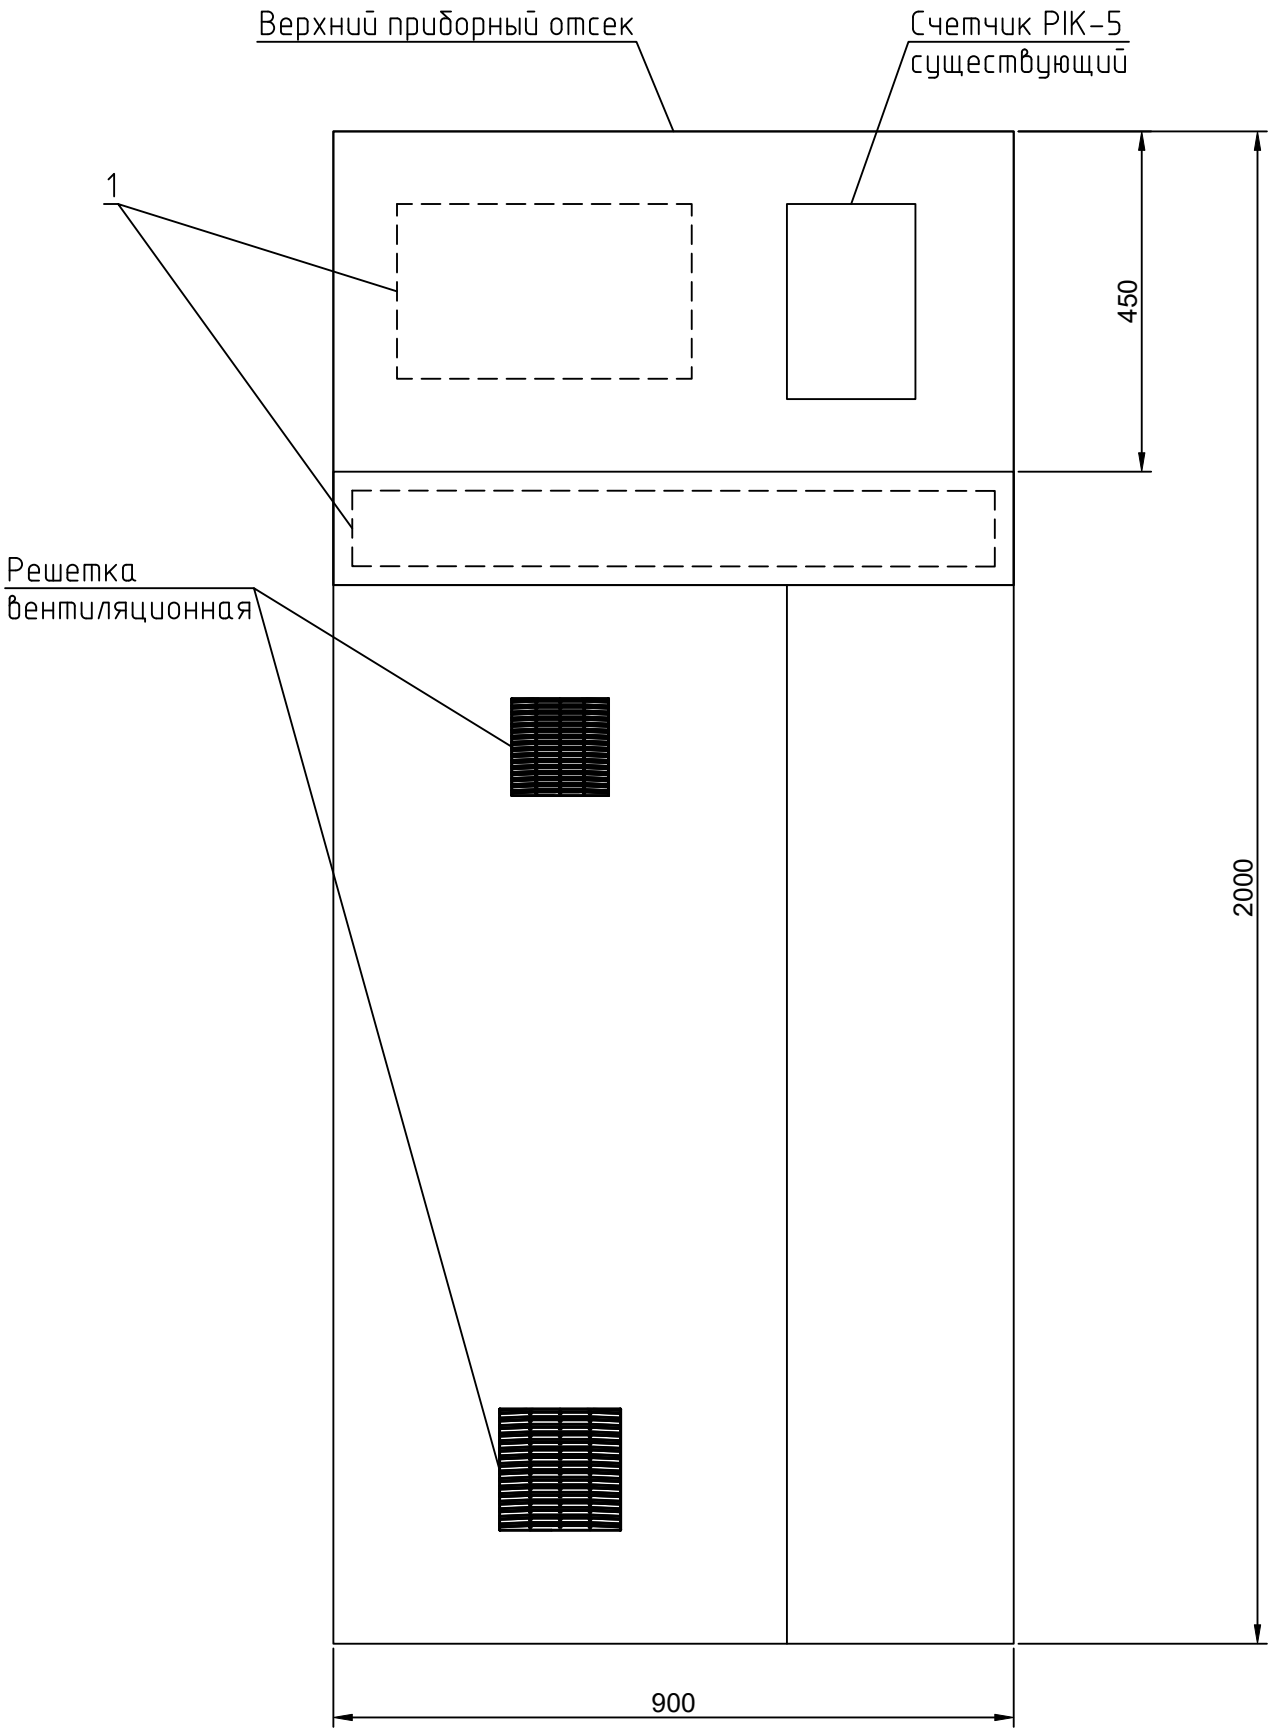 Верхний приборный отсек
Счетчик PIK-5
существующий
1
450
Решетка
вентиляционная
2000
900